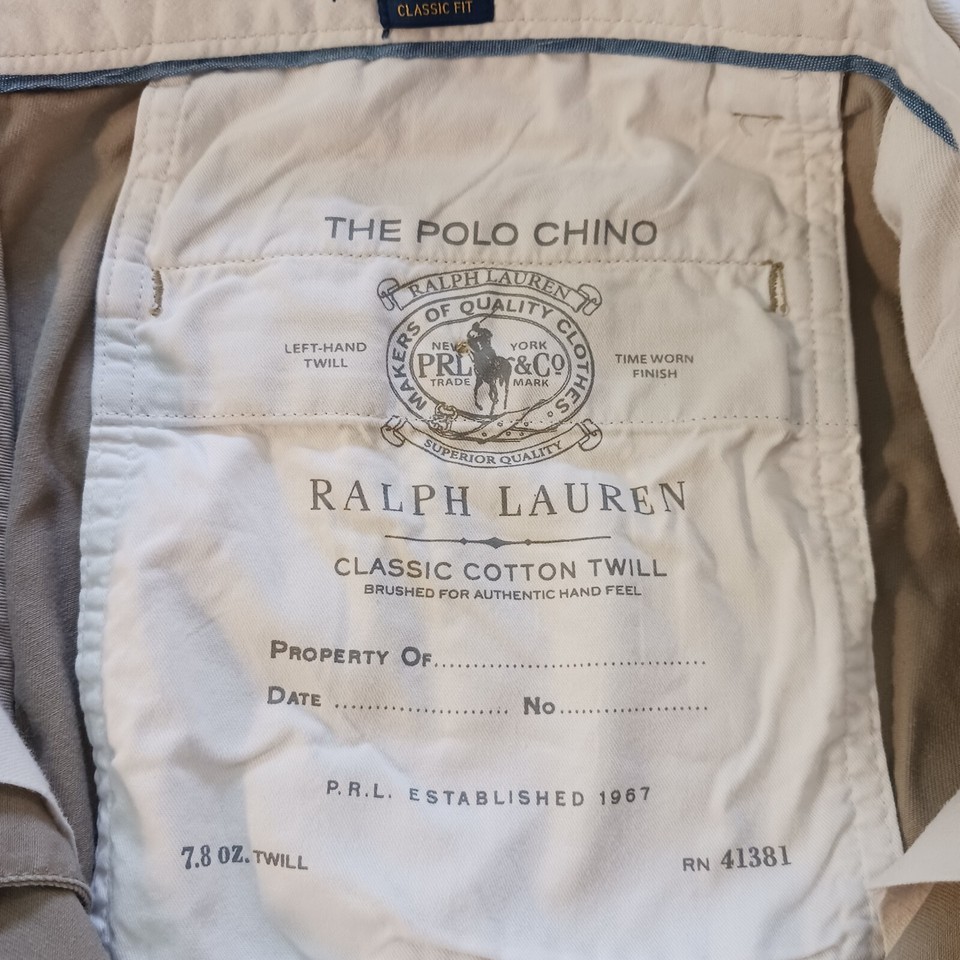 CLASSIC FIT
THE POLO CHINO
RALPH LAUREN
MAKERS OF QUALITY CLOTHES.
LEFT-HAND
TWILL
NEW YORK
PRL &Co
TRADE MARK
TIME WORN
FINISH
SUPERIOR QUALITY
RALPH LAUREN
CLASSIC COTTON TWILL
BRUSHED FOR AUTHENTIC HAND FEEL
PROPERTY OF..............................
DATE ...................... No...................
P.R.L. ESTABLISHED 1967
7.8 OZ. TWILL
RN 41381